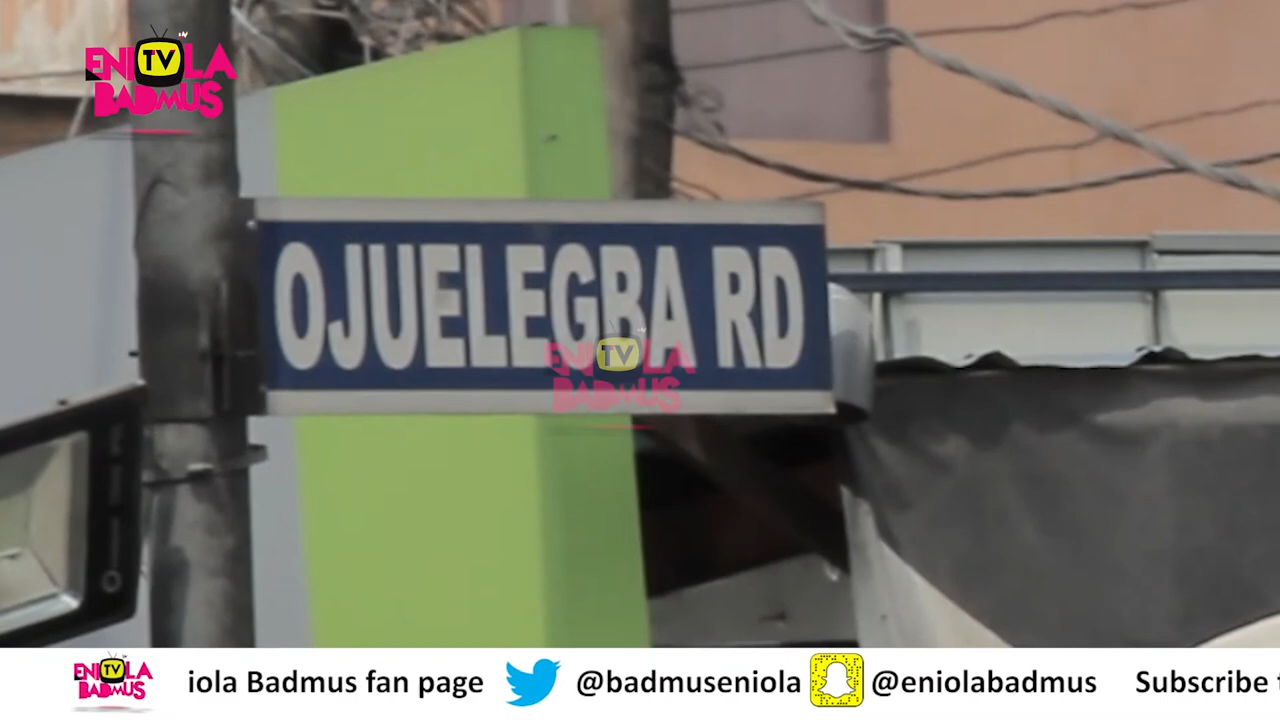 ENIOLA
TV
BADMUS
OJUELEGBA RD
ENIOLA
TV
BADMUS
ENIOLA
TV
BADMUS
iola Badmus fan page @badmuseniola @eniolabadmus Subscribe